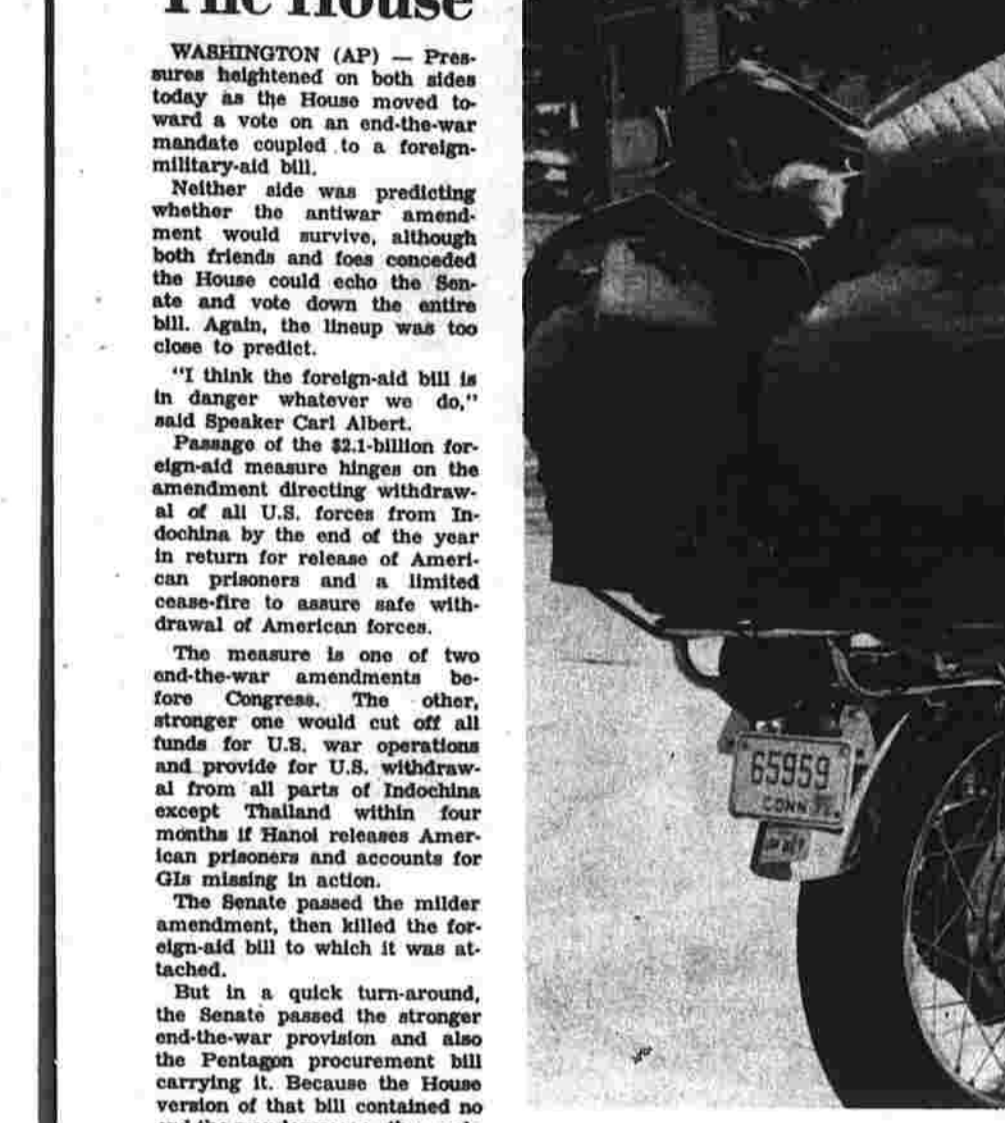 The House
WASHINGTON (AP) — Pres-
sures heightened on both sides
today as the House moved to-
ward a vote on an end-the-war
mandate coupled to a foreign-
military-aid bill.
Neither side was predicting
whether the antiwar amend-
ment would survive, although
both friends and foes conceded
the House could echo the Sen-
ate and vote down the entire
bill. Again, the lineup was too
close to predict.
"I think the foreign-aid bill is
in danger whatever we do,"
said Speaker Carl Albert.
Passage of the $2.1-billion for-
eign-aid measure hinges on the
amendment directing withdraw-
al of all U.S. forces from In-
dochina by the end of the year
in return for release of Ameri-
can prisoners and a limited
cease-fire to assure safe with-
drawal of American forces.
The measure is one of two
end-the-war amendments be-
fore Congress. The other,
stronger one would cut off all
funds for U.S. war operations
and provide for U.S. withdraw-
al from all parts of Indochina
except Thailand within four
months if Hanoi releases Amer-
ican prisoners and accounts for
GIs missing in action.
The Senate passed the milder
amendment, then killed the for-
eign-aid bill to which it was at-
tached.
But in a quick turn-around,
the Senate passed the stronger
end-the-war provision and also
the Pentagon procurement bill
carrying it. Because the House
version of that bill contained no
65959
CONN